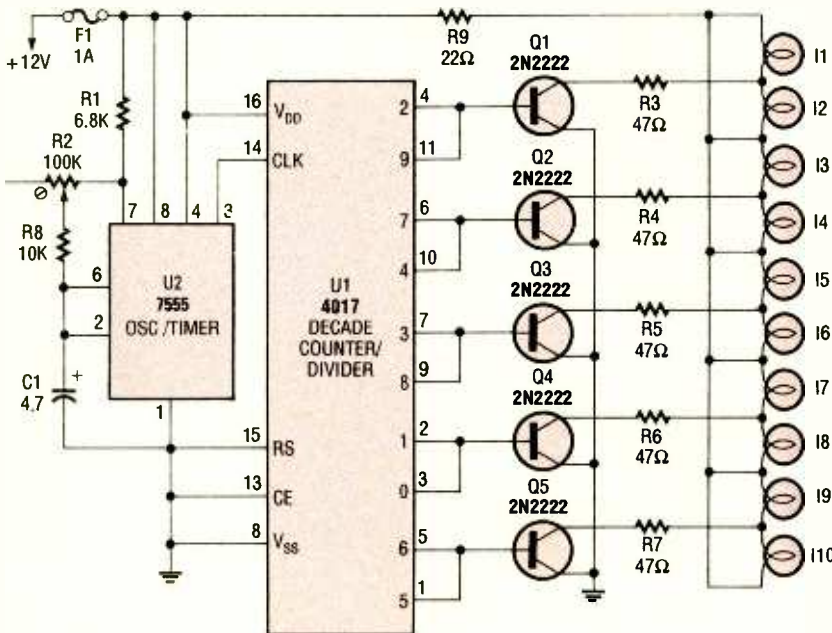 F1
1A
+12V
R1
6.8K
R2
100K
R8
10K
C1
4.7
+
7
8
4
3
6
2
1
U2
7555
OSC /TIMER
16
14
15
13
8
VDD
CLK
RS
CE
VSS
U1
4017
DECADE
COUNTER/
DIVIDER
2
4
9
11
7
6
4
10
3
7
8
9
1
2
0
3
6
5
5
1
R9
22Ω
Q1
2N2222
Q2
2N2222
Q3
2N2222
Q4
2N2222
Q5
2N2222
R3
47Ω
R4
47Ω
R5
47Ω
R6
47Ω
R7
47Ω
I1
I2
I3
I4
I5
I6
I7
I8
I9
I10